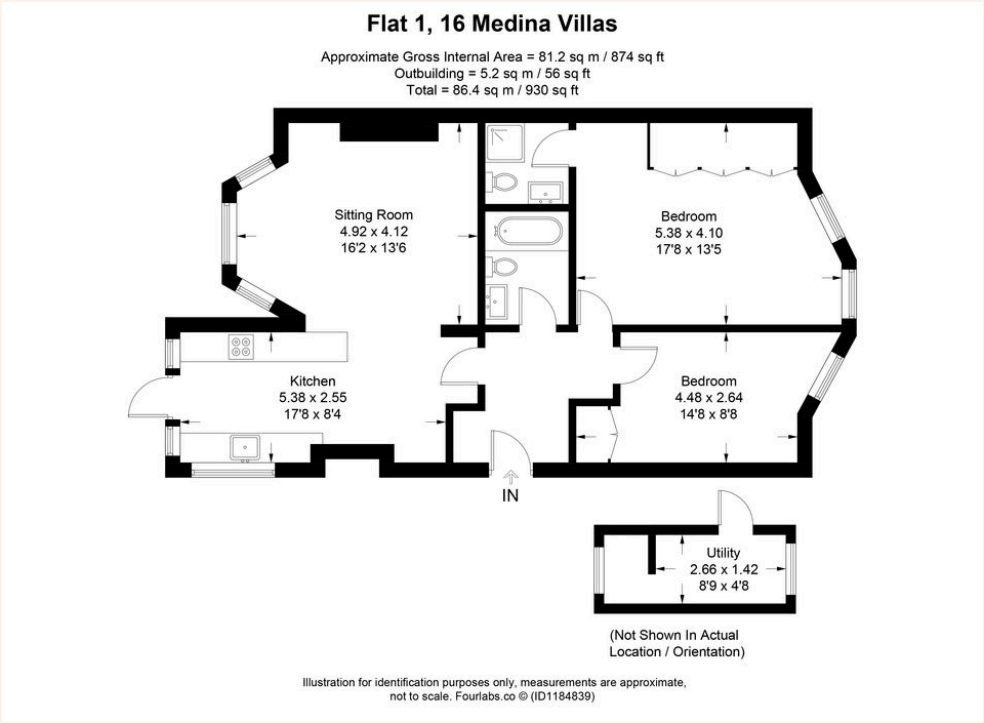 Flat 1, 16 Medina Villas
Approximate Gross Internal Area = 81.2 sq m / 874 sq ft
Outbuilding = 5.2 sq m / 56 sq ft
Total = 86.4 sq m / 930 sq ft
Sitting Room
4.92 x 4.12
16'2 x 13'6
Bedroom
5.38 x 4.10
17'8 x 13'5
Kitchen
5.38 x 2.55
17'8 x 8'4
Bedroom
4.48 x 2.64
14'8 x 8'8
IN
Utility
2.66 x 1.42
8'9 x 4'8
(Not Shown In Actual
Location / Orientation)
Illustration for identification purposes only, measurements are approximate,
not to scale. Fourlabs.co © (ID1184839)